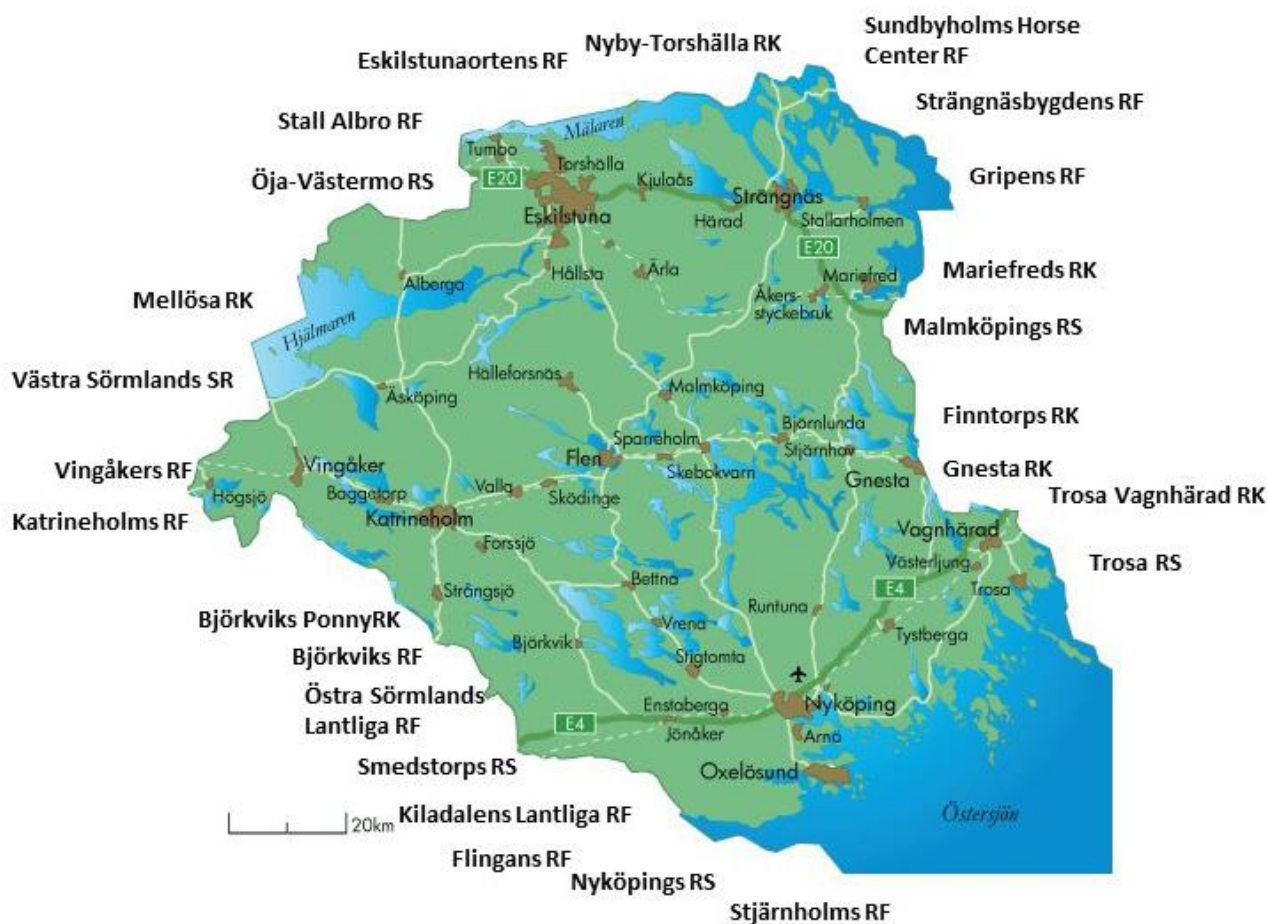 Sundbyholms Horse
Center RF
Nyby-Torshälla RK
Eskilstunaortens RF
Strängnäsbygdens RF
Stall Albro RF
Mälaren
Tumbo
Torshälla
Öja-Västermo RS
E20
Kjulaås
Strängnäs
Gripens RF
Eskilstuna
Härad
Stallarholmen
E20
Hållsta
Ärla
Mariefred
Mariefreds RK
Alberga
Åkers-
styckebruk
Mellösa RK
Malmköpings RS
Hjälmaren
Västra Sörmlands SR
Hälleforsnäs
Malmköping
Äsköping
Finntorps RK
Björnlunda
Sparreholm
Stjärnhov
Flen
Skebokvarn
Gnesta
Gnesta RK
Vingåkers RF
Vingåker
Högsjö
Baggetorp
Valla
Sködinge
Trosa Vagnhärad RK
Katrineholms RF
Katrineholm
Vagnhärad
Forssjö
Västerljung
Trosa RS
Bettna
E4
Trosa
Strångsjö
Runtuna
Björkviks PonnyRK
Vrena
Tystberga
Björkvik
Björkviks RF
Stigtomta
Östra Sörmlands
Lantliga RF
Enstaberga
Nyköping
E4
Jönåker
Arnö
Smedstorps RS
Oxelösund
Kiladalens Lantliga RF
20km
Östersjön
Flingans RF
Nyköpings RS
Stjärnholms RF